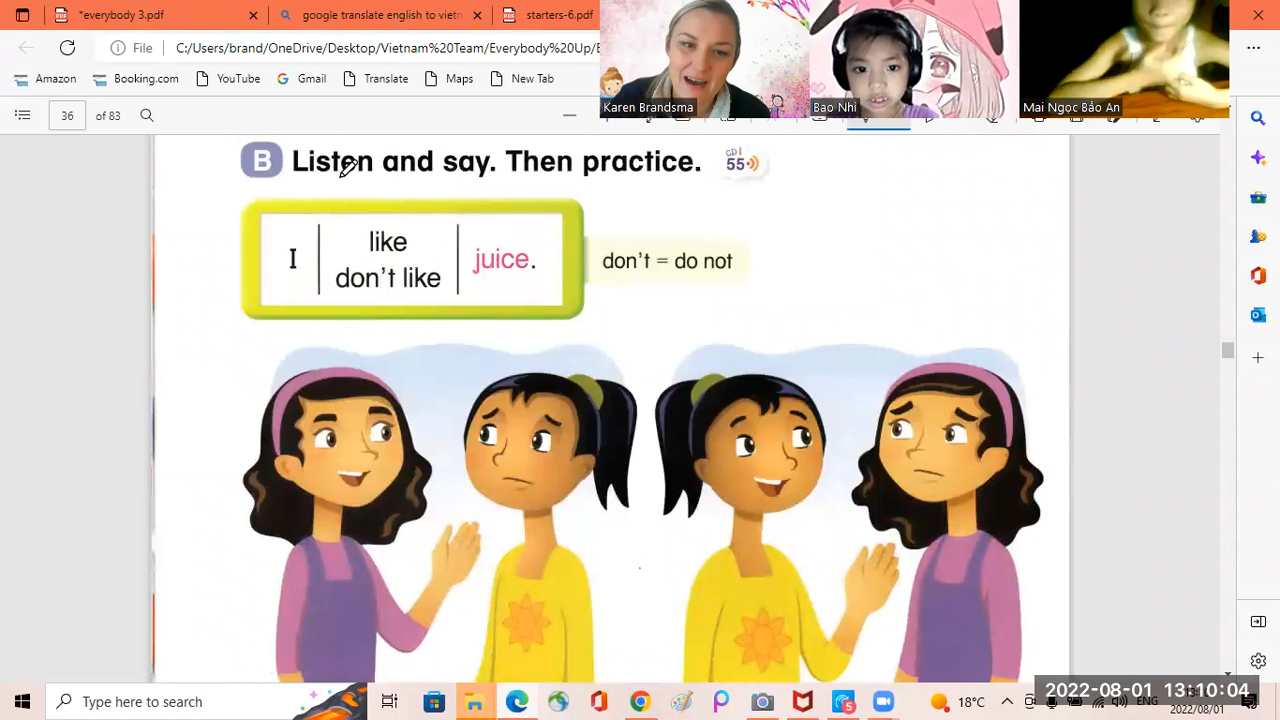 everybody 3.pdf
google translate english to vietn
starters-6.pdf
File
C:/Users/brand/OneDrive/Desktop/Vietnam%20Team/Everybody%20Up/E
Amazon
Booking.com
YouTube
Gmail
Translate
Maps
New Tab
Karen Brandsma
Bao Nhi
Mai Ngọc Bảo An
36 of 83
B Listen and say. Then practice. CD 1 55
I like don't like juice.
don't = do not
Type here to search
5
18°C
ENG
2022-08-01 13:10:04
2022/08/01